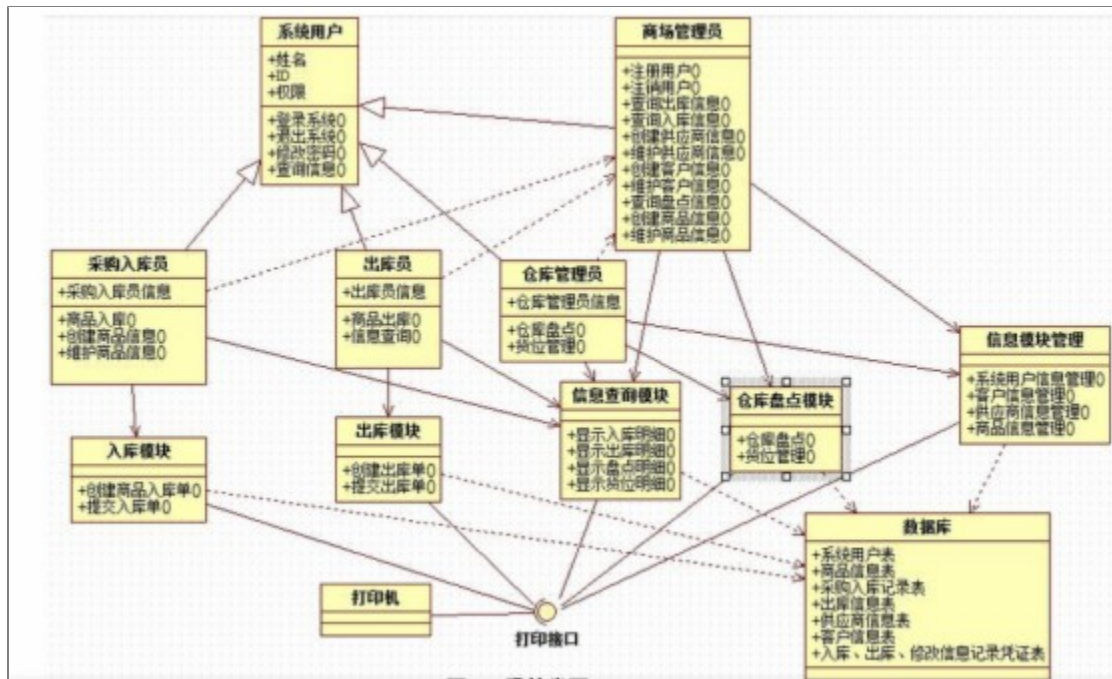 系统用户
+姓名
+ID
+权限
+登录系统()
+退出系统()
+修改密码()
+查询信息()
商场管理员
+注册用户()
+注销用户()
+查询出库信息()
+查询入库信息()
+创建供应商信息()
+维护供应商信息()
+创建客户信息()
+维护客户信息()
+查询盘点信息()
+创建商品信息()
+维护商品信息()
采购入库员
+采购入库员信息
+商品入库()
+创建商品信息()
+维护商品信息()
出库员
+出库员信息
+商品出库()
+信息查询()
仓库管理员
+仓库管理员信息
+仓库盘点()
+货位管理()
信息模块管理
+系统用户信息管理()
+客户信息管理()
+供应商信息管理()
+商品信息管理()
入库模块
+创建商品入库单()
+提交入库单()
出库模块
+创建出库单()
+提交出库单()
信息查询模块
+显示入库明细()
+显示出库明细()
+显示盘点明细()
+显示货位明细()
仓库盘点模块
+仓库盘点()
+货位管理()
数据库
+系统用户表
+商品信息表
+采购入库记录表
+出库信息表
+供应商信息表
+客户信息表
+入库、出库、修改信息记录凭证表
打印机
打印接口